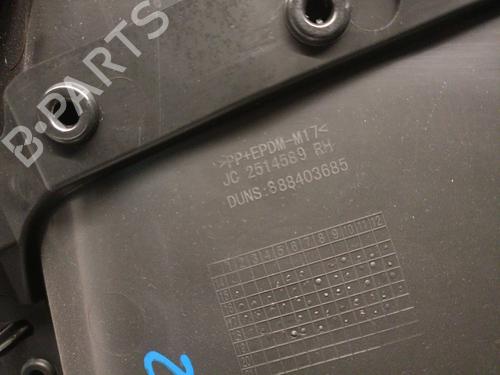 B-PARTS
>PP+EPDM-M17<
JC 2514589 RH
DUNS:888403685
1 2 3 4 5 6 7 8 9 10 11 12
2